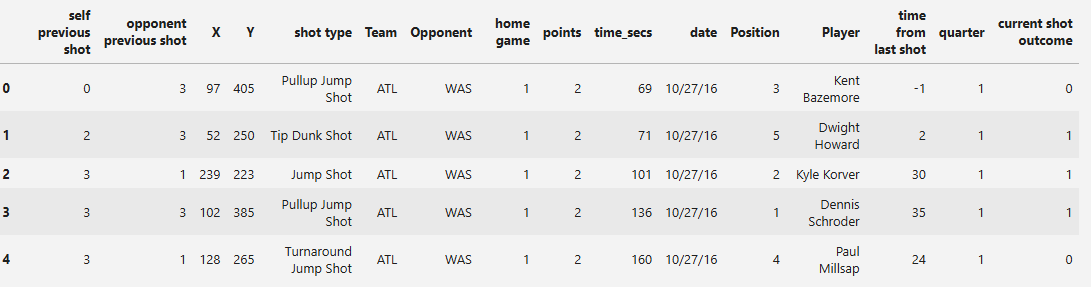 self previous shot opponent previous shot X Y shot type Team Opponent home game points time_secs date Position Player time from last shot quarter current shot outcome
0 0 3 97 405 Pullup Jump Shot ATL WAS 1 2 69 10/27/16 3 Kent Bazemore -1 1 0
1 2 3 52 250 Tip Dunk Shot ATL WAS 1 2 71 10/27/16 5 Dwight Howard 2 1 1
2 3 1 239 223 Jump Shot ATL WAS 1 2 101 10/27/16 2 Kyle Korver 30 1 1
3 3 3 102 385 Pullup Jump Shot ATL WAS 1 2 136 10/27/16 1 Dennis Schroder 35 1 1
4 3 1 128 265 Turnaround Jump Shot ATL WAS 1 2 160 10/27/16 4 Paul Millsap 24 1 0